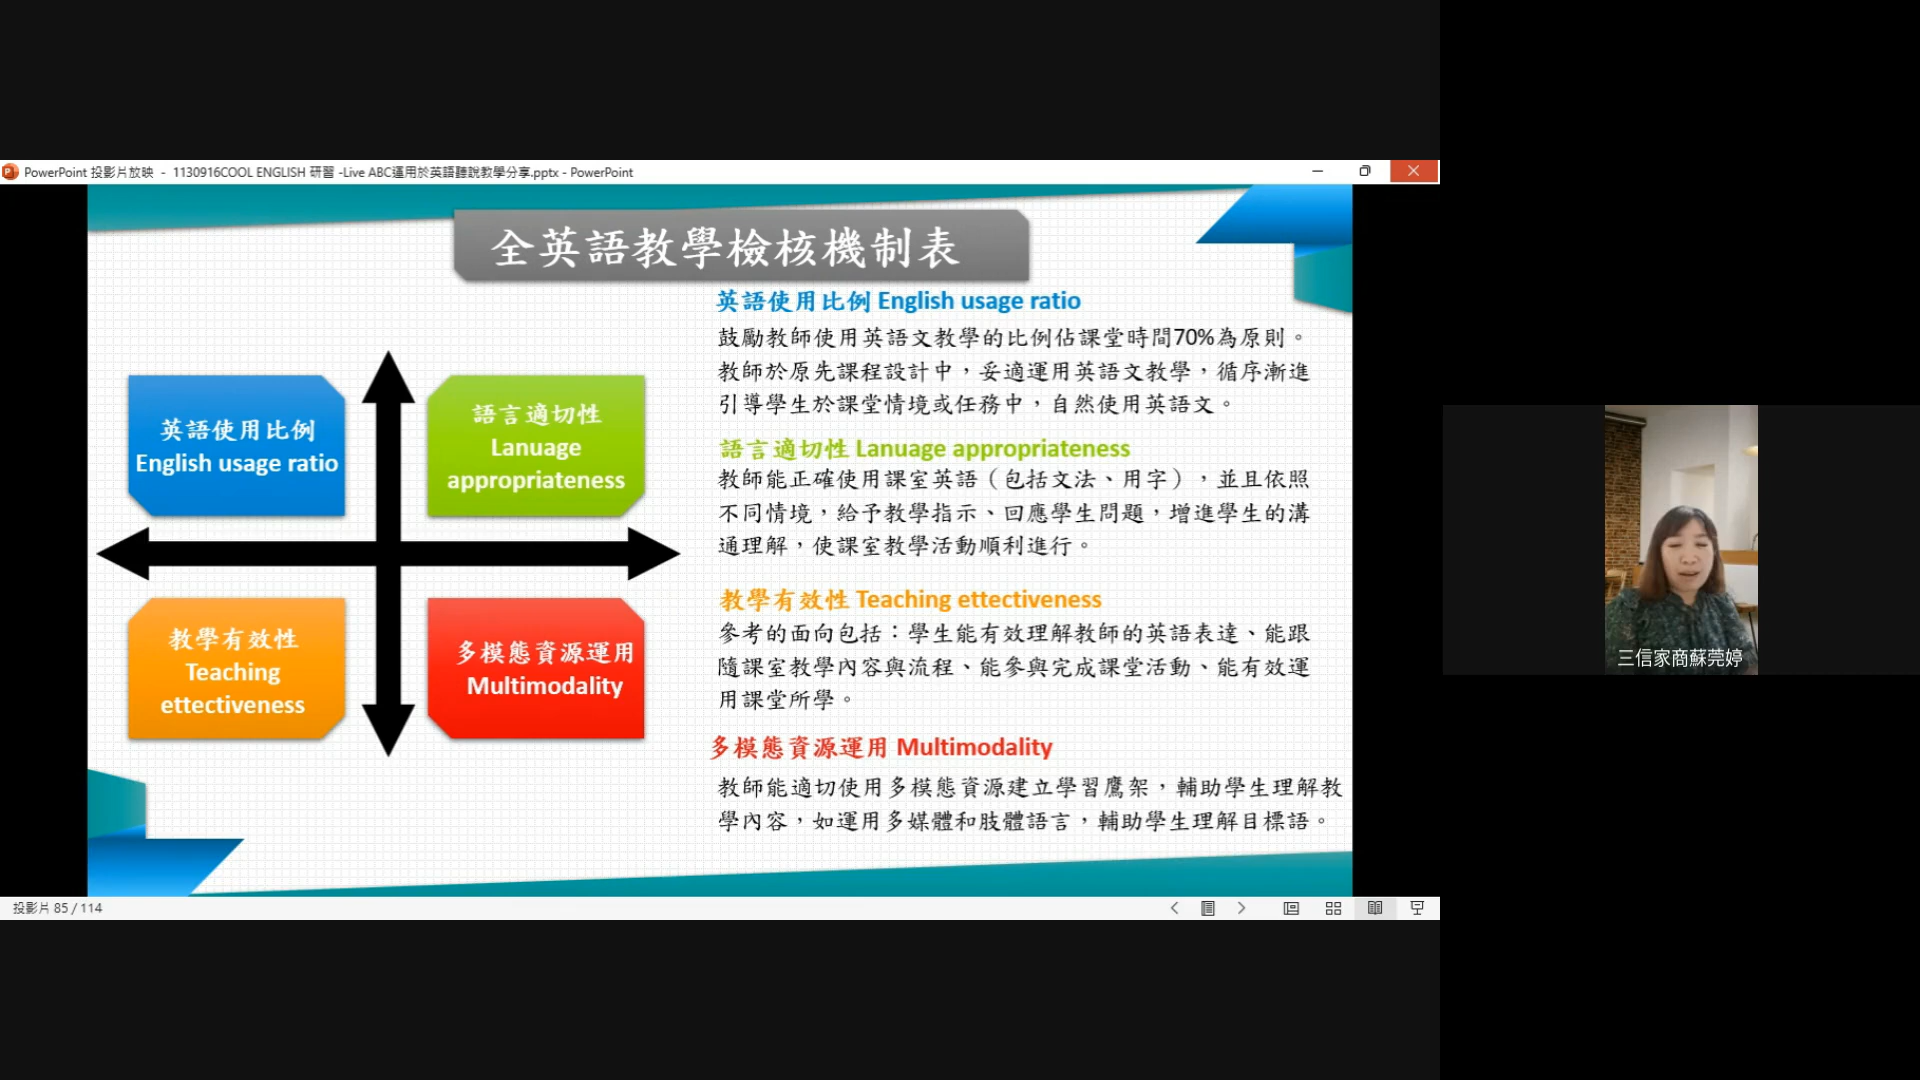 PowerPoint 投影片放映 - 1130916COOL ENGLISH 研習 -Live ABC運用於英語聽說教學分享.pptx - PowerPoint
全英語教學檢核機制表
英語使用比例
English usage ratio
語言適切性
Lanuage
appropriateness
教學有效性
Teaching
ettectiveness
多模態資源運用
Multimodality
英語使用比例 English usage ratio
鼓勵教師使用英語文教學的比例佔課堂時間70%為原則。
教師於原先課程設計中，妥適運用英語文教學，循序漸進
引導學生於課堂情境或任務中，自然使用英語文。
語言適切性 Lanuage appropriateness
教師能正確使用課室英語（包括文法、用字），並且依照
不同情境，給予教學指示、回應學生問題，增進學生的溝
通理解，使課室教學活動順利進行。
教學有效性 Teaching ettectiveness
參考的面向包括：學生能有效理解教師的英語表達、能跟
隨課室教學內容與流程、能參與完成課堂活動、能有效運
用課堂所學。
多模態資源運用 Multimodality
教師能適切使用多模態資源建立學習鷹架，輔助學生理解教
學內容，如運用多媒體和肢體語言，輔助學生理解目標語。
三信家商蘇莞婷
投影片 85 / 114